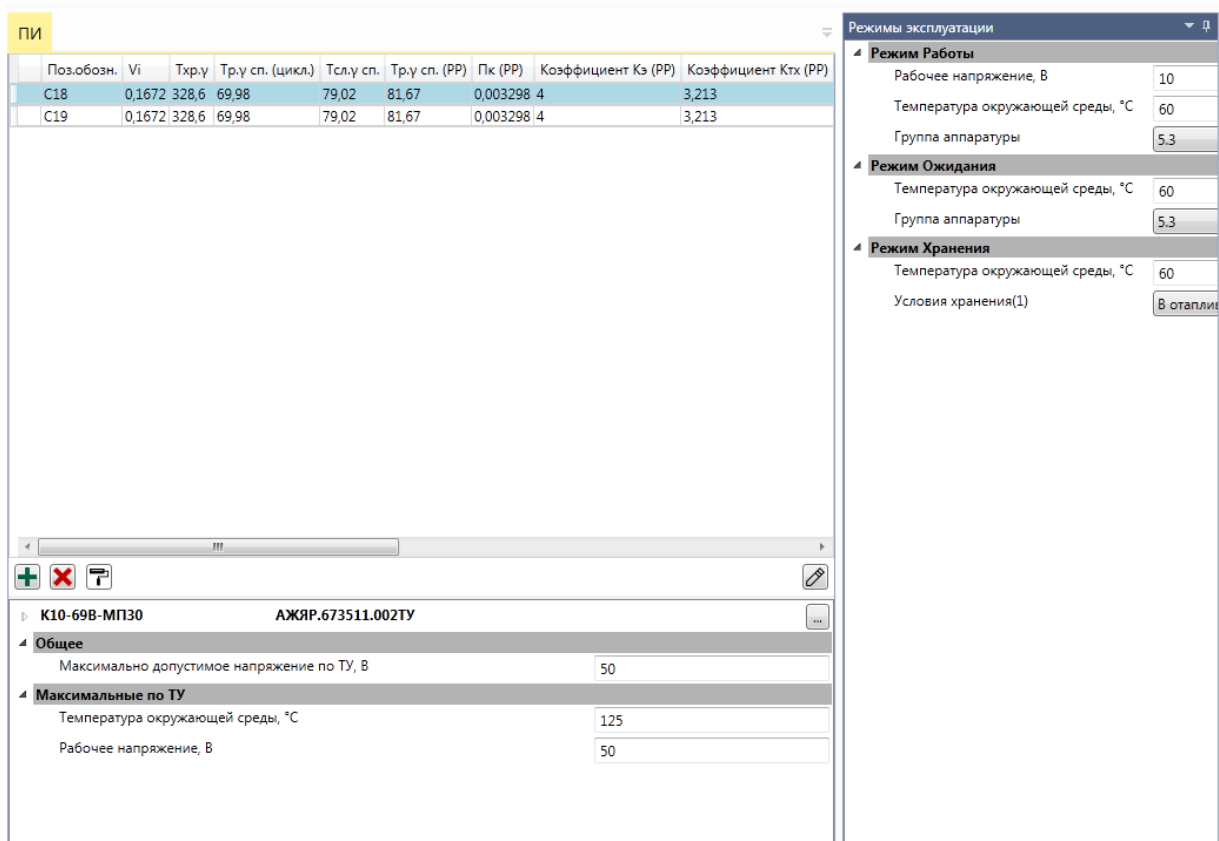 ПИ
Поз.обозн. Vi Тхр.у Тр.у сп. (цикл.) Тсл.у сп. Тр.у сп. (РР) Пк (РР) Коэффициент Кэ (РР) Коэффициент Ктх (РР)
С18 0,1672 328,6 69,98 79,02 81,67 0,003298 4 3,213
С19 0,1672 328,6 69,98 79,02 81,67 0,003298 4 3,213
К10-69В-МП30 АЖЯР.673511.002ТУ ...
Общее
Максимально допустимое напряжение по ТУ, В 50
Максимальные по ТУ
Температура окружающей среды, °С 125
Рабочее напряжение, В 50
Режимы эксплуатации
Режим Работы
Рабочее напряжение, В 10
Температура окружающей среды, °С 60
Группа аппаратуры 5.3
Режим Ожидания
Температура окружающей среды, °С 60
Группа аппаратуры 5.3
Режим Хранения
Температура окружающей среды, °С 60
Условия хранения(1) В отаплив